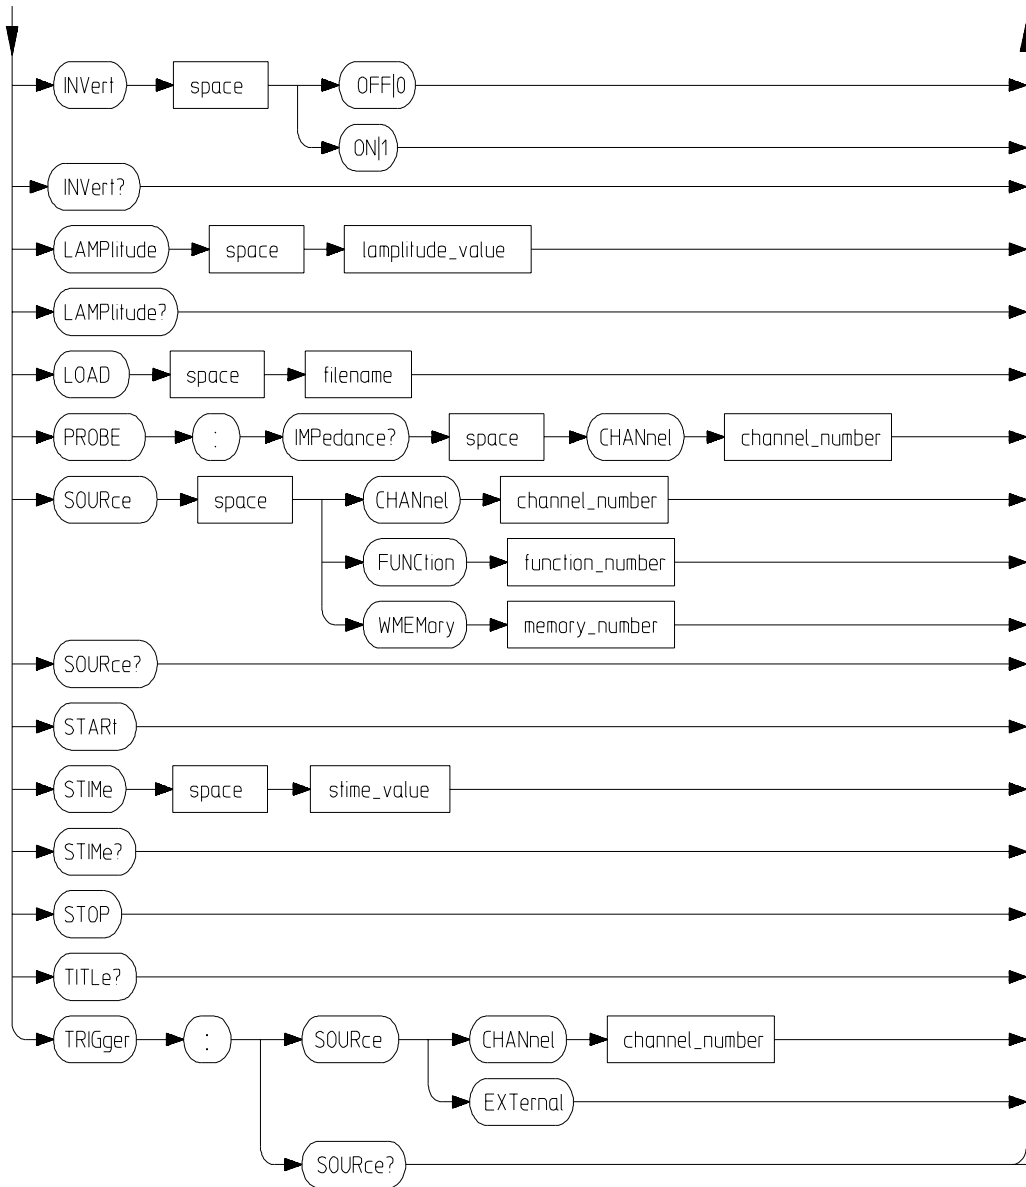 INVert space OFF|0
ON|1
INVert?
LAMPlitude space lamplitude_value
LAMPlitude?
LOAD space filename
PROBE : IMPedance? space CHANnel channel_number
SOURce space CHANnel channel_number
FUNCtion function_number
WMEMory memory_number
SOURce?
STARt
STIMe space stime_value
STIMe?
STOP
TITLe?
TRIGger : SOURce CHANnel channel_number
EXTernal
SOURce?